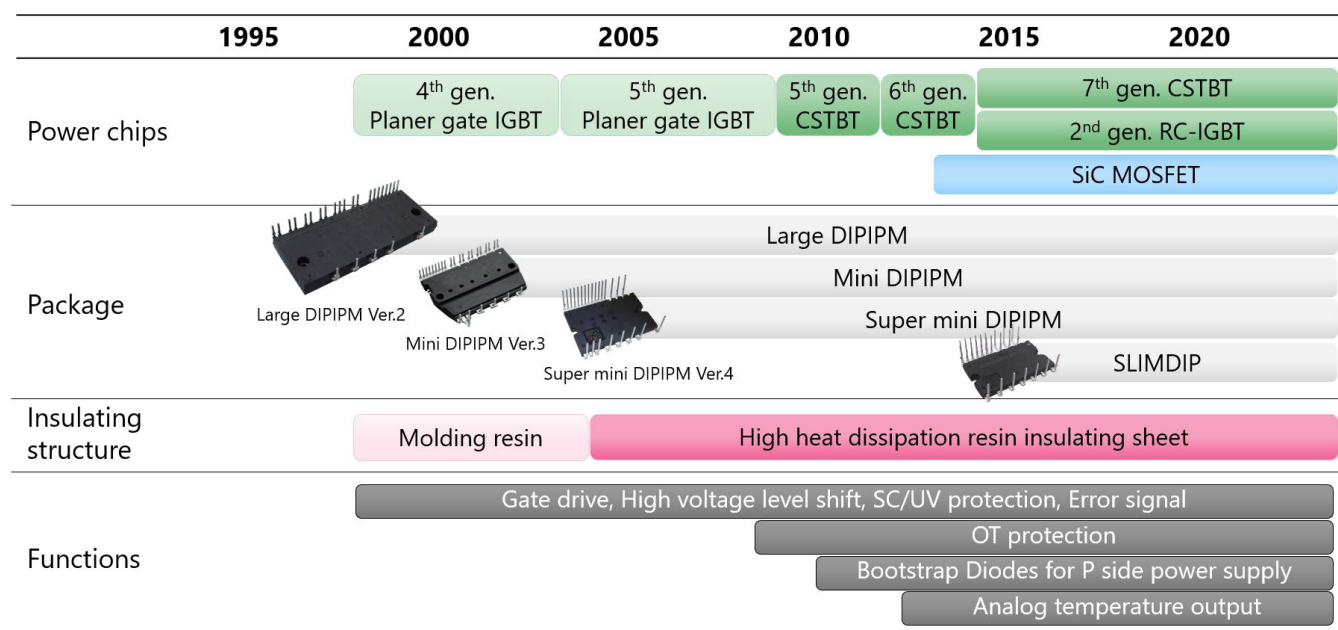 1995 2000 2005 2010 2015 2020
Power chips
4th gen.
Planer gate IGBT
5th gen.
Planer gate IGBT
5th gen.
CSTBT
6th gen.
CSTBT
7th gen. CSTBT
2nd gen. RC-IGBT
SiC MOSFET
Package
Large DIPIPM
Mini DIPIPM
Super mini DIPIPM
SLIMDIP
Large DIPIPM Ver.2
Mini DIPIPM Ver.3
Super mini DIPIPM Ver.4
Insulating
structure
Molding resin
High heat dissipation resin insulating sheet
Functions
Gate drive, High voltage level shift, SC/UV protection, Error signal
OT protection
Bootstrap Diodes for P side power supply
Analog temperature output